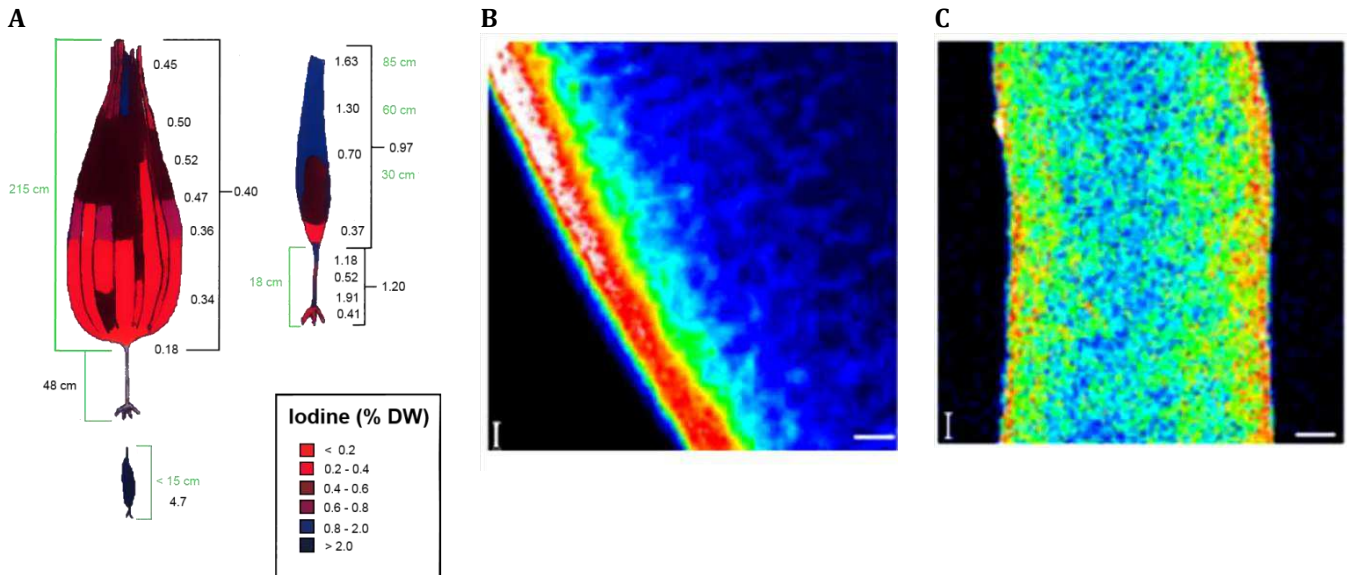 A
215 cm
48 cm
0.45
0.50
0.52
0.47
0.36
0.34
0.18
0.40
< 15 cm
4.7
1.63
1.30
0.70
0.37
85 cm
60 cm
30 cm
0.97
18 cm
1.18
0.52
1.91
0.41
1.20
Iodine (% DW)
< 0.2
0.2 - 0.4
0.4 - 0.6
0.6 - 0.8
0.8 - 2.0
> 2.0
B
I
C
I